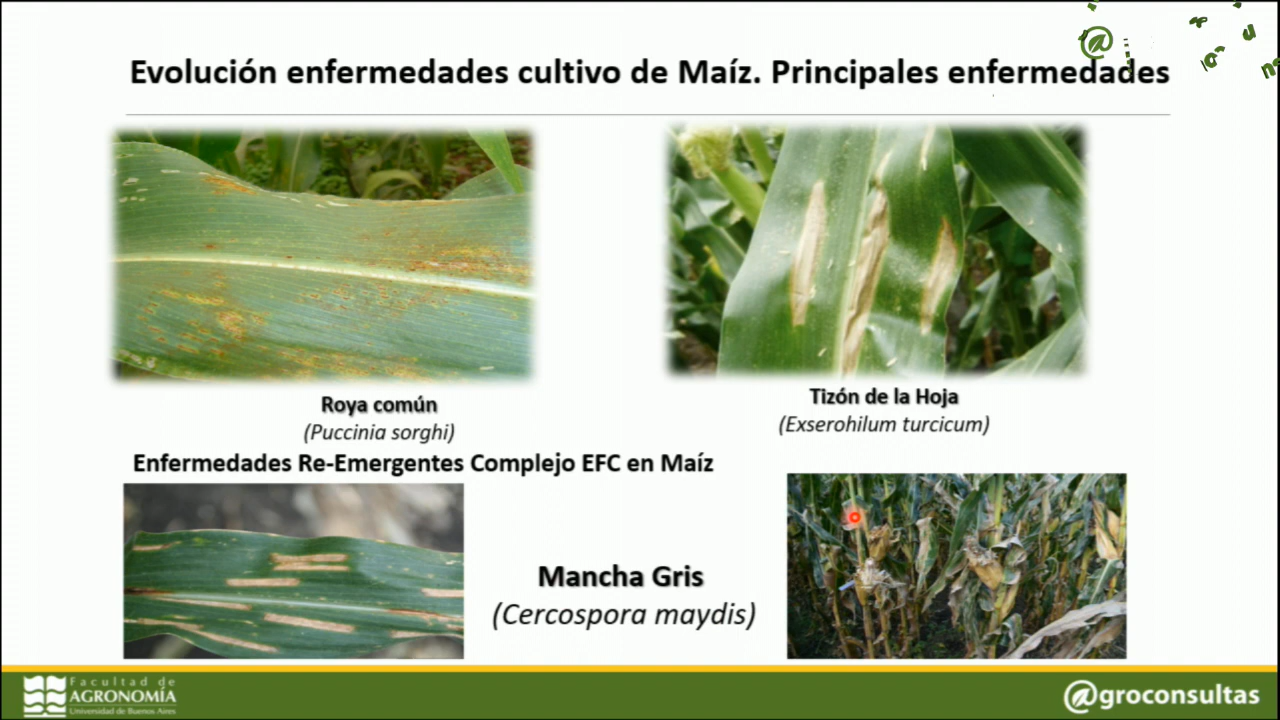 Evolución enfermedades cultivo de Maíz. Principales enfermedades
Roya común
(Puccinia sorghi)
Tizón de la Hoja
(Exserohilum turcicum)
Enfermedades Re-Emergentes Complejo EFC en Maíz
Mancha Gris
(Cercospora maydis)
Facultad de
AGRONOMÍA
Universidad de Buenos Aires
@groconsultas